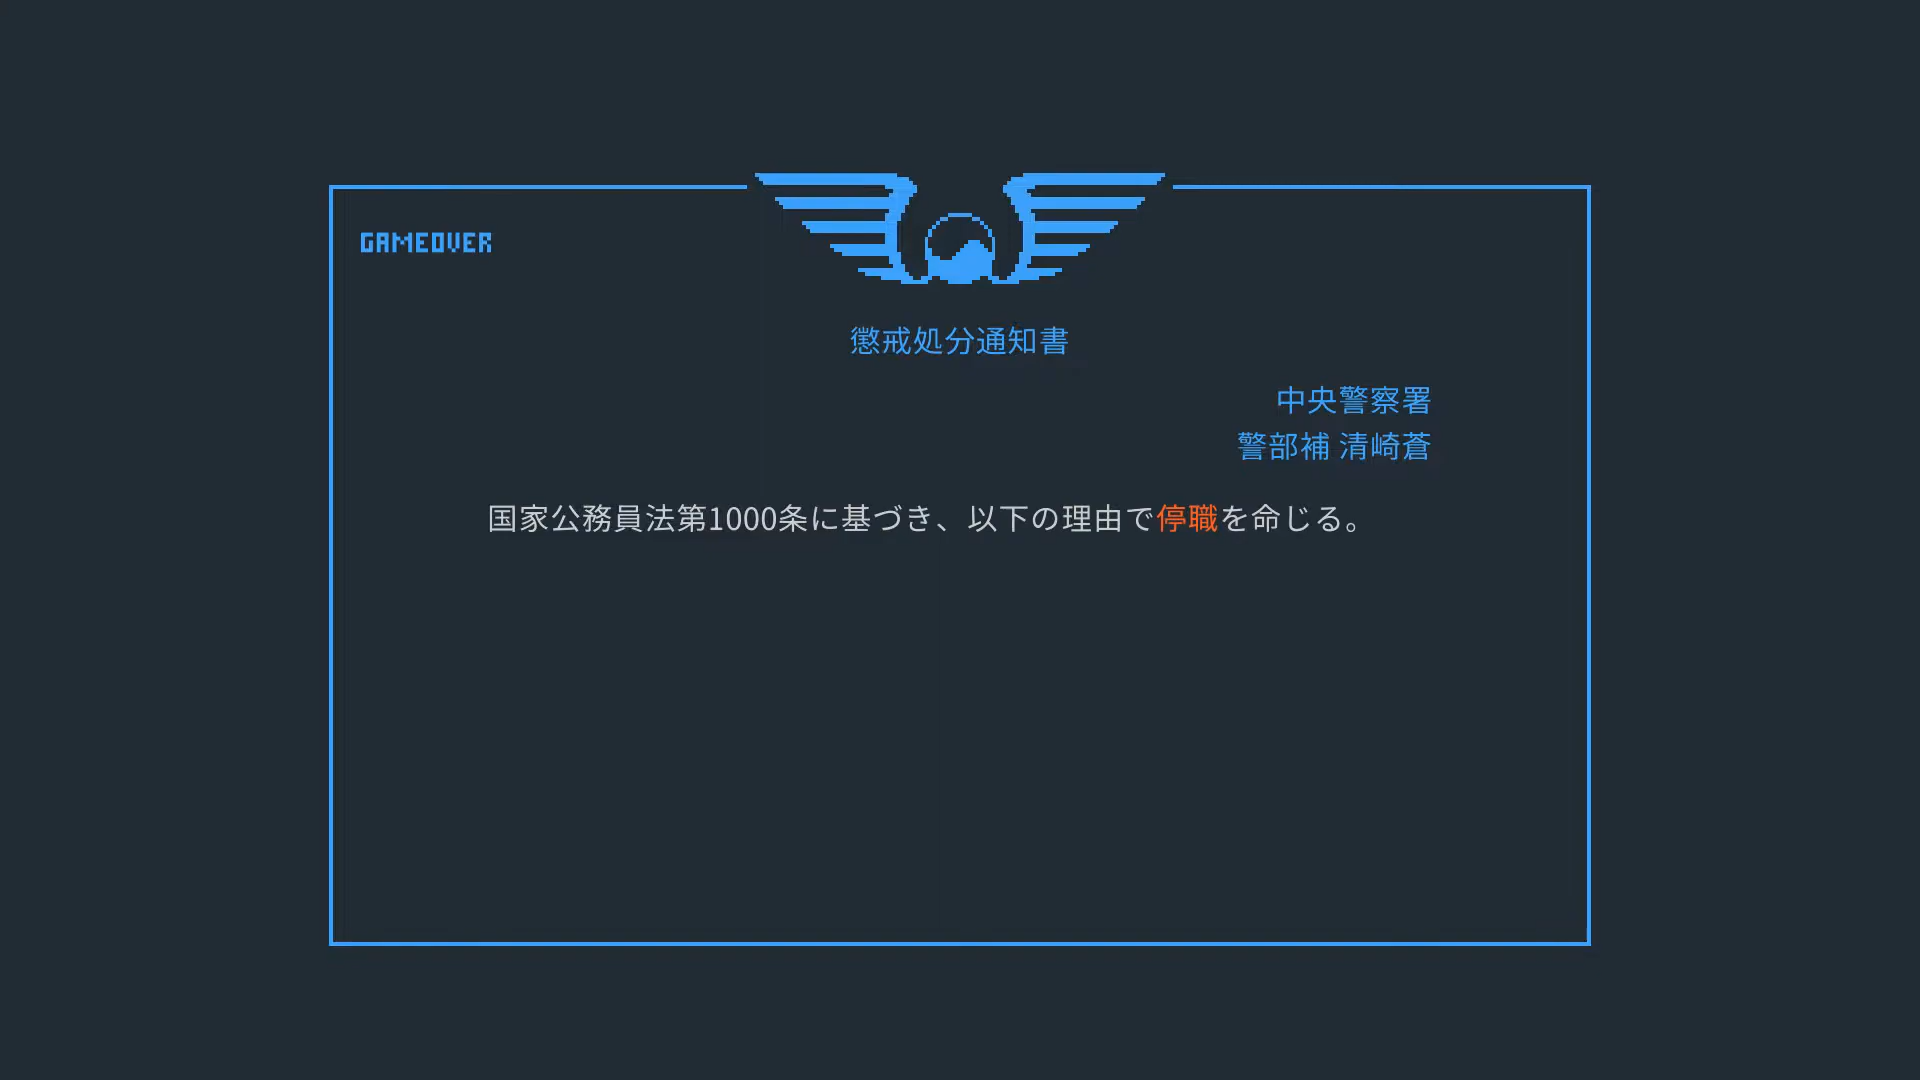 GAMEOVER
懲戒処分通知書
中央警察署
警部補 清崎蒼
国家公務員法第1000条に基づき、以下の理由で停職を命じる。